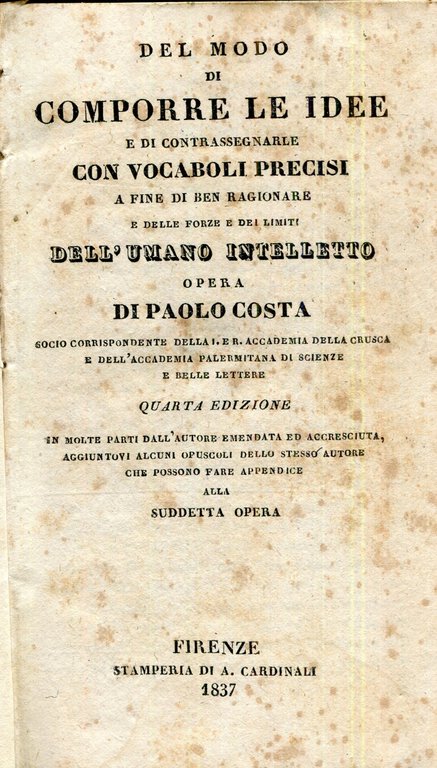 DEL MODO
DI
COMPORRE LE IDEE
E DI CONTRASSEGNARLE
CON VOCABOLI PRECISI
A FINE DI BEN RAGIONARE
E DELLE FORZE E DEI LIMITI
DELL'UMANO INTELLETTO
OPERA
DI PAOLO COSTA
SOCIO CORRISPONDENTE DELLA I. E R. ACCADEMIA DELLA CRUSCA
E DELL'ACCADEMIA PALERMITANA DI SCIENZE
E BELLE LETTERE
QUARTA EDIZIONE
IN MOLTE PARTI DALL'AUTORE EMENDATA ED ACCRESCIUTA,
AGGIUNTOVI ALCUNI OPUSCOLI DELLO STESSO AUTORE
CHE POSSONO FARE APPENDICE
ALLA
SUDDETTA OPERA
FIRENZE
STAMPERIA DI A. CARDINALI
1837